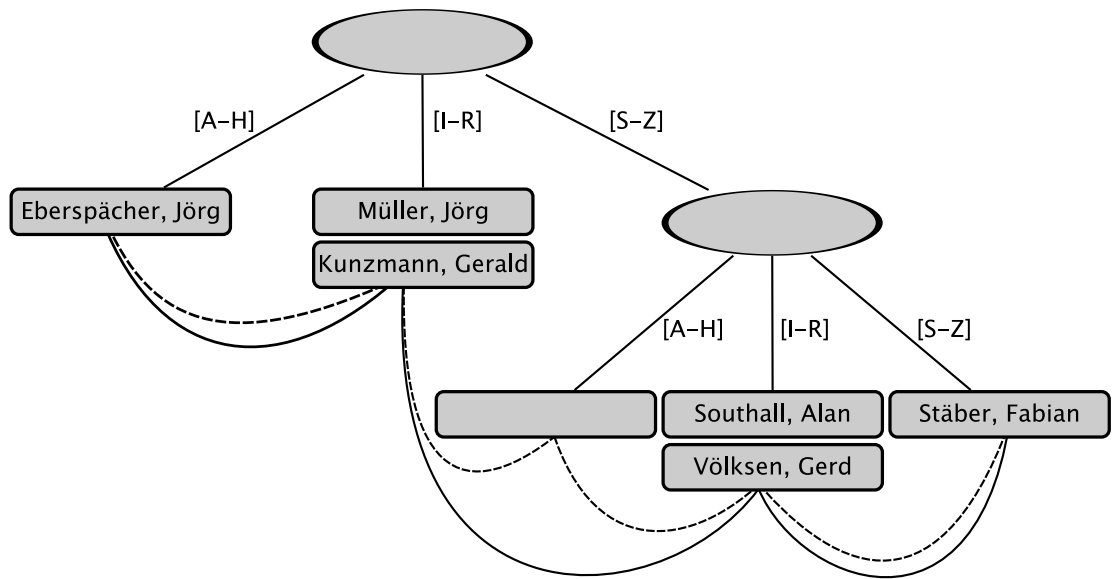 [A–H]
[I–R]
[S–Z]
Eberspächer, Jörg
Müller, Jörg
Kunzmann, Gerald
[A–H]
[I–R]
[S–Z]
Southall, Alan
Stäber, Fabian
Völksen, Gerd